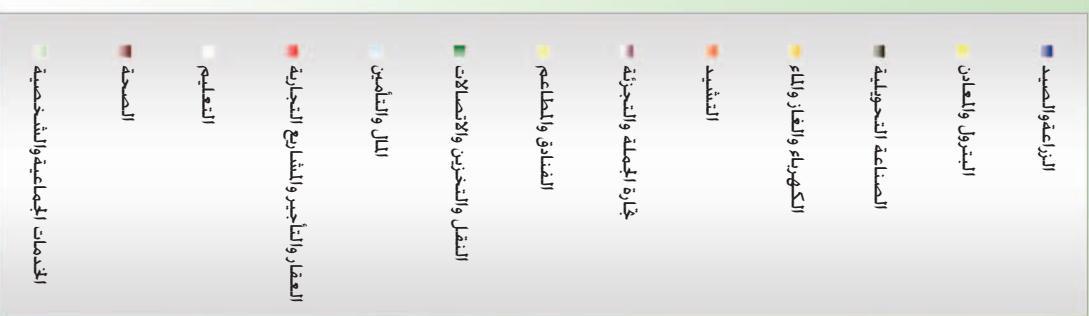 الزراعة والصيد
البترول والمعادن
الصناعة التحويلية
الكهرباء والغاز والماء
التشيد
تجارة الجملة والتجزئة
الفنادق والمطاعم
النقل والتخزين والاتصالات
المال والتأمين
العقار والتأجير والمشاريع التجارية
التعليم
الصحة
الخدمات الجماعية والشخصية